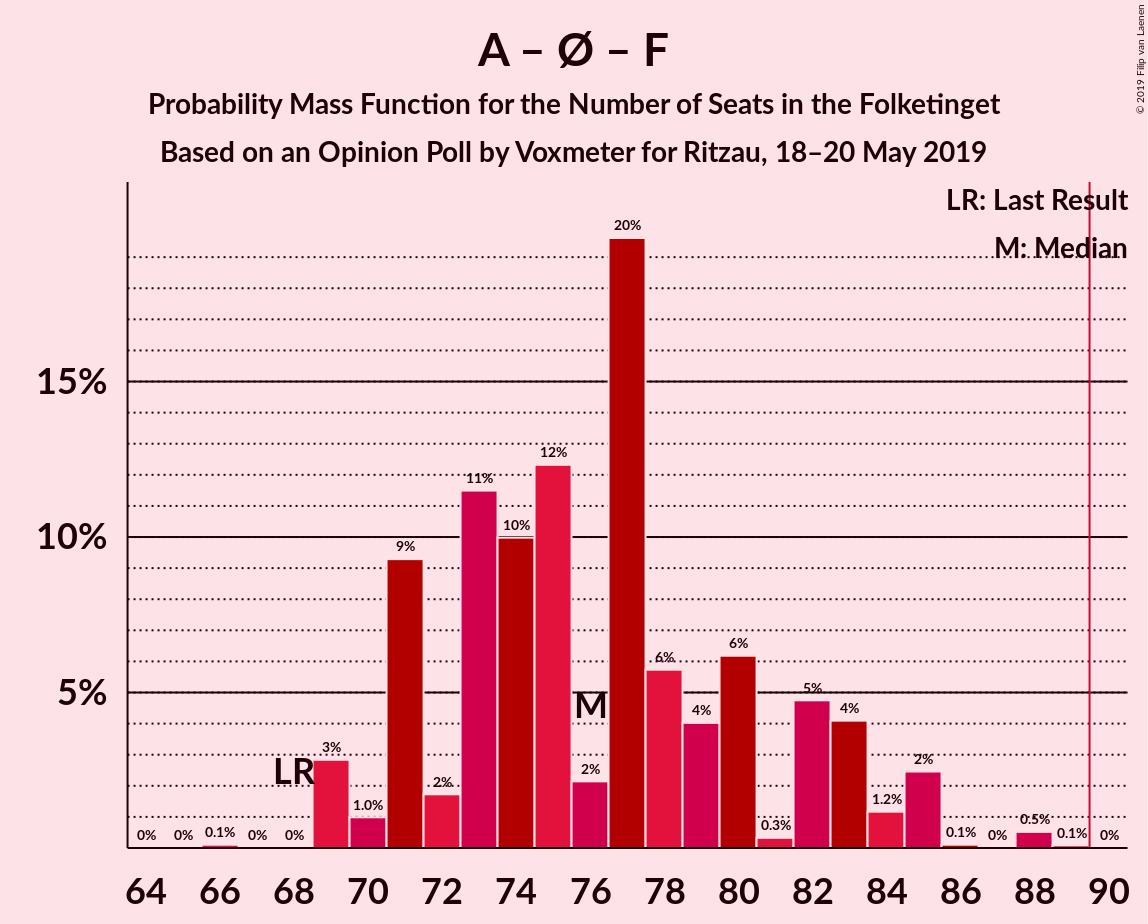 A – Ø – F
Probability Mass Function for the Number of Seats in the Folketinget
Based on an Opinion Poll by Voxmeter for Ritzau, 18–20 May 2019
© 2019 Filip van Laenen
LR: Last Result
M: Median
20%
15%
12%
11%
10%
10%
9%
6%
6%
5%
5%
M
4%
4%
LR
3%
2%
2%
2%
1.0%
1.2%
0% 0% 0.1% 0% 0%
0.3%
0.1% 0% 0.5% 0.1% 0%
64 66 68 70 72 74 76 78 80 82 84 86 88 90